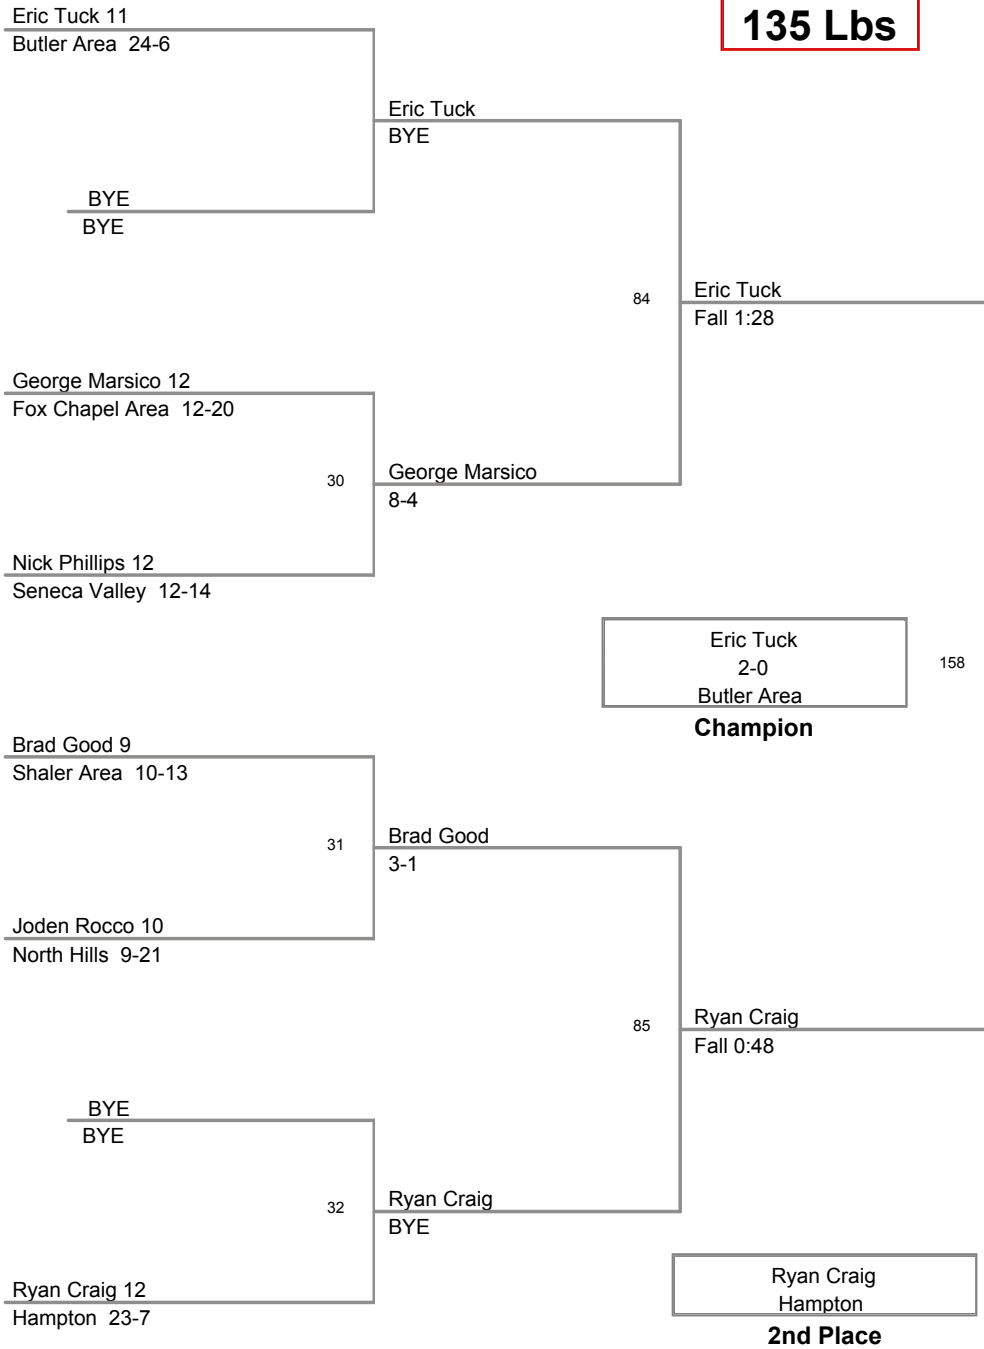 Eric Tuck 11
135 Lbs
Butler Area 24-6
Eric Tuck
BYE
BYE
BYE
84
Eric Tuck
Fall 1:28
George Marsico 12
Fox Chapel Area 12-20
30
George Marsico
8-4
Nick Phillips 12
Seneca Valley 12-14
Eric Tuck
2-0
158
Butler Area
Champion
Brad Good 9
Shaler Area 10-13
31
Brad Good
3-1
Joden Rocco 10
North Hills 9-21
85
Ryan Craig
Fall 0:48
BYE
BYE
32
Ryan Craig
BYE
Ryan Craig 12
Hampton 23-7
Ryan Craig
Hampton
2nd Place